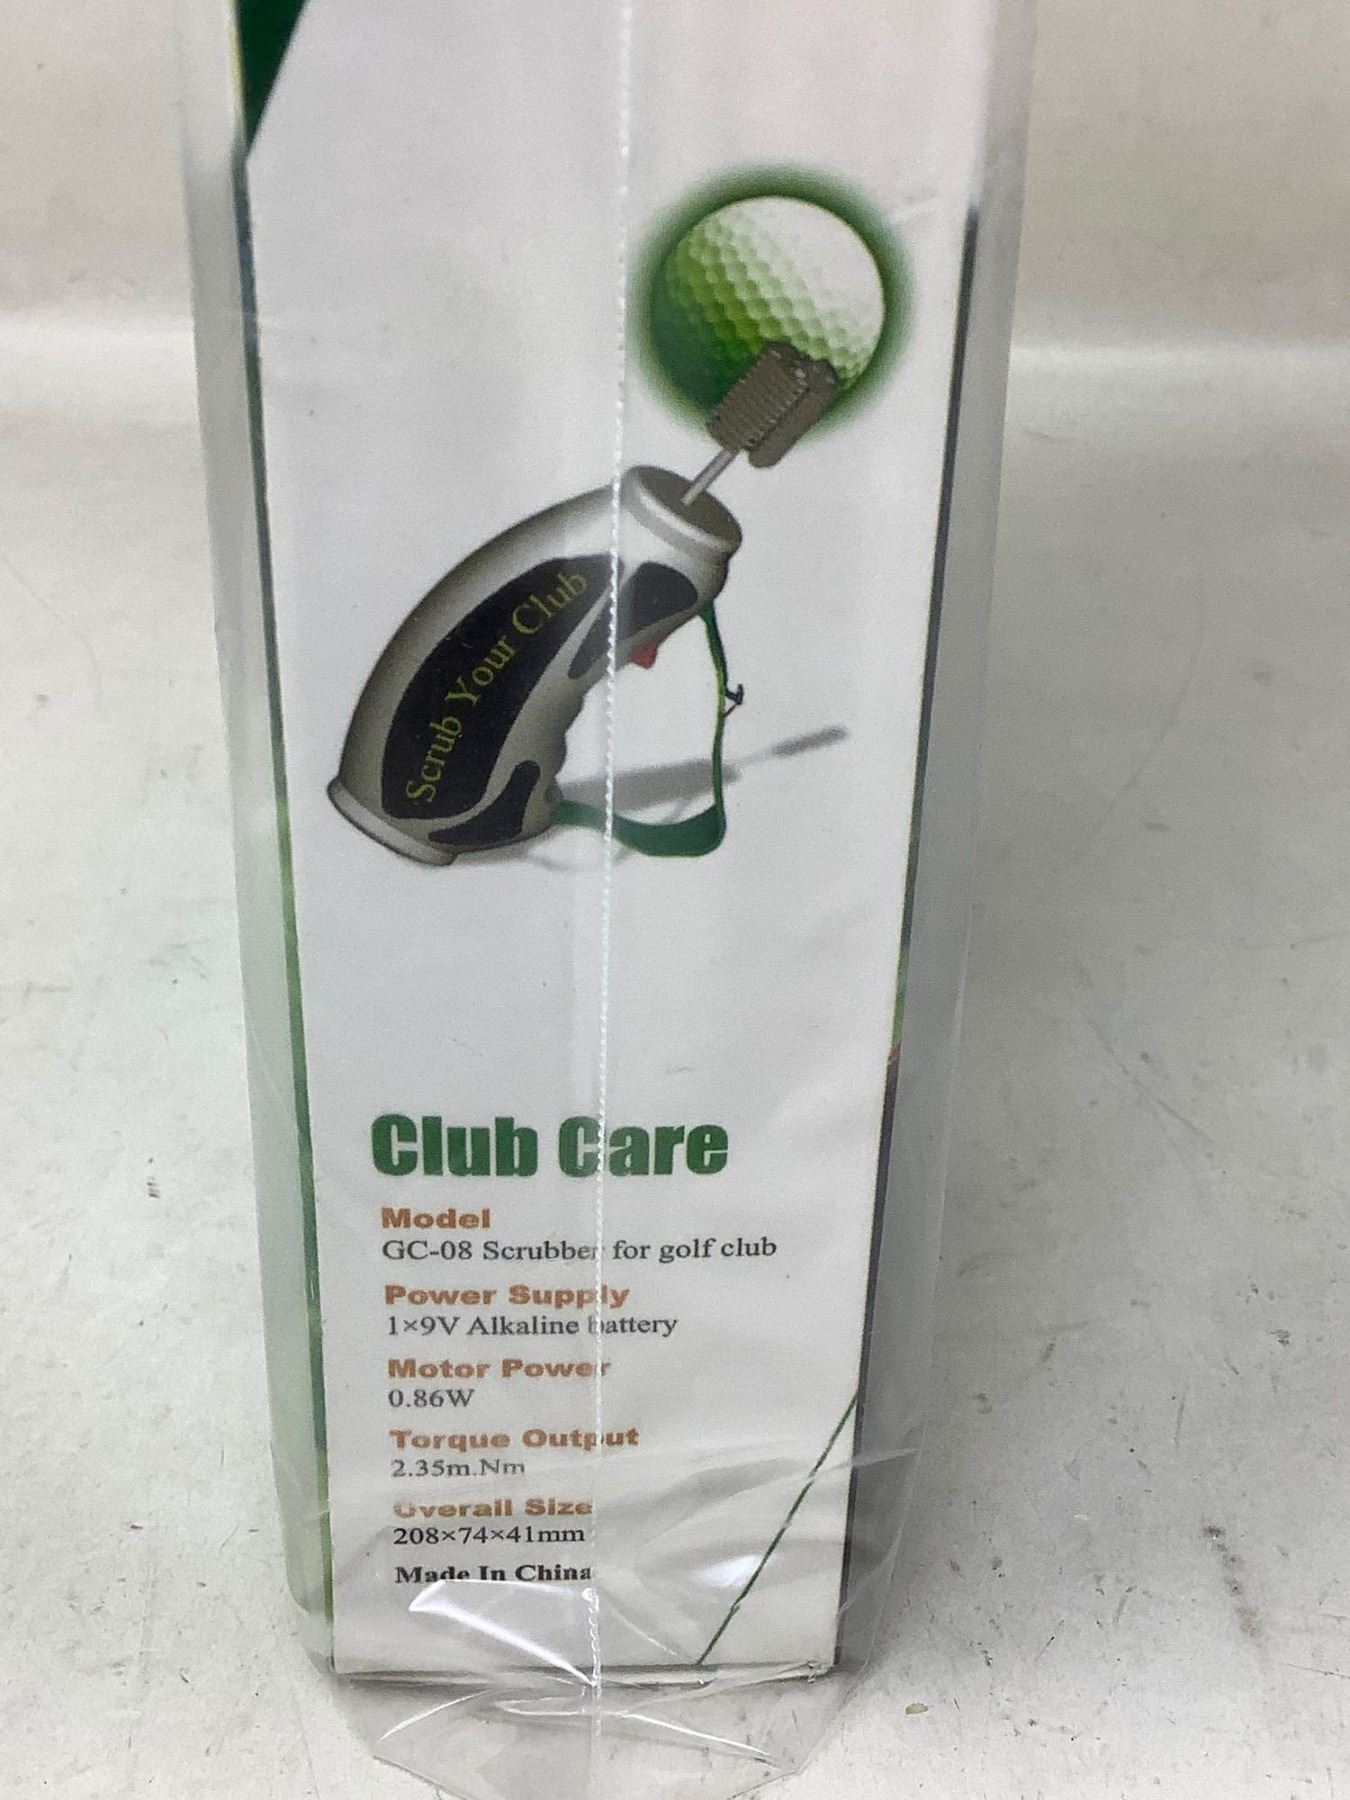 Scrub Your Club
Club Care
Model
GC-08 Scrubber for golf club
Power Supply
1×9V Alkaline battery
Motor Power
0.86W
Torque Output
2.35m.Nm
Overall Size
208×74×41mm
Made In China